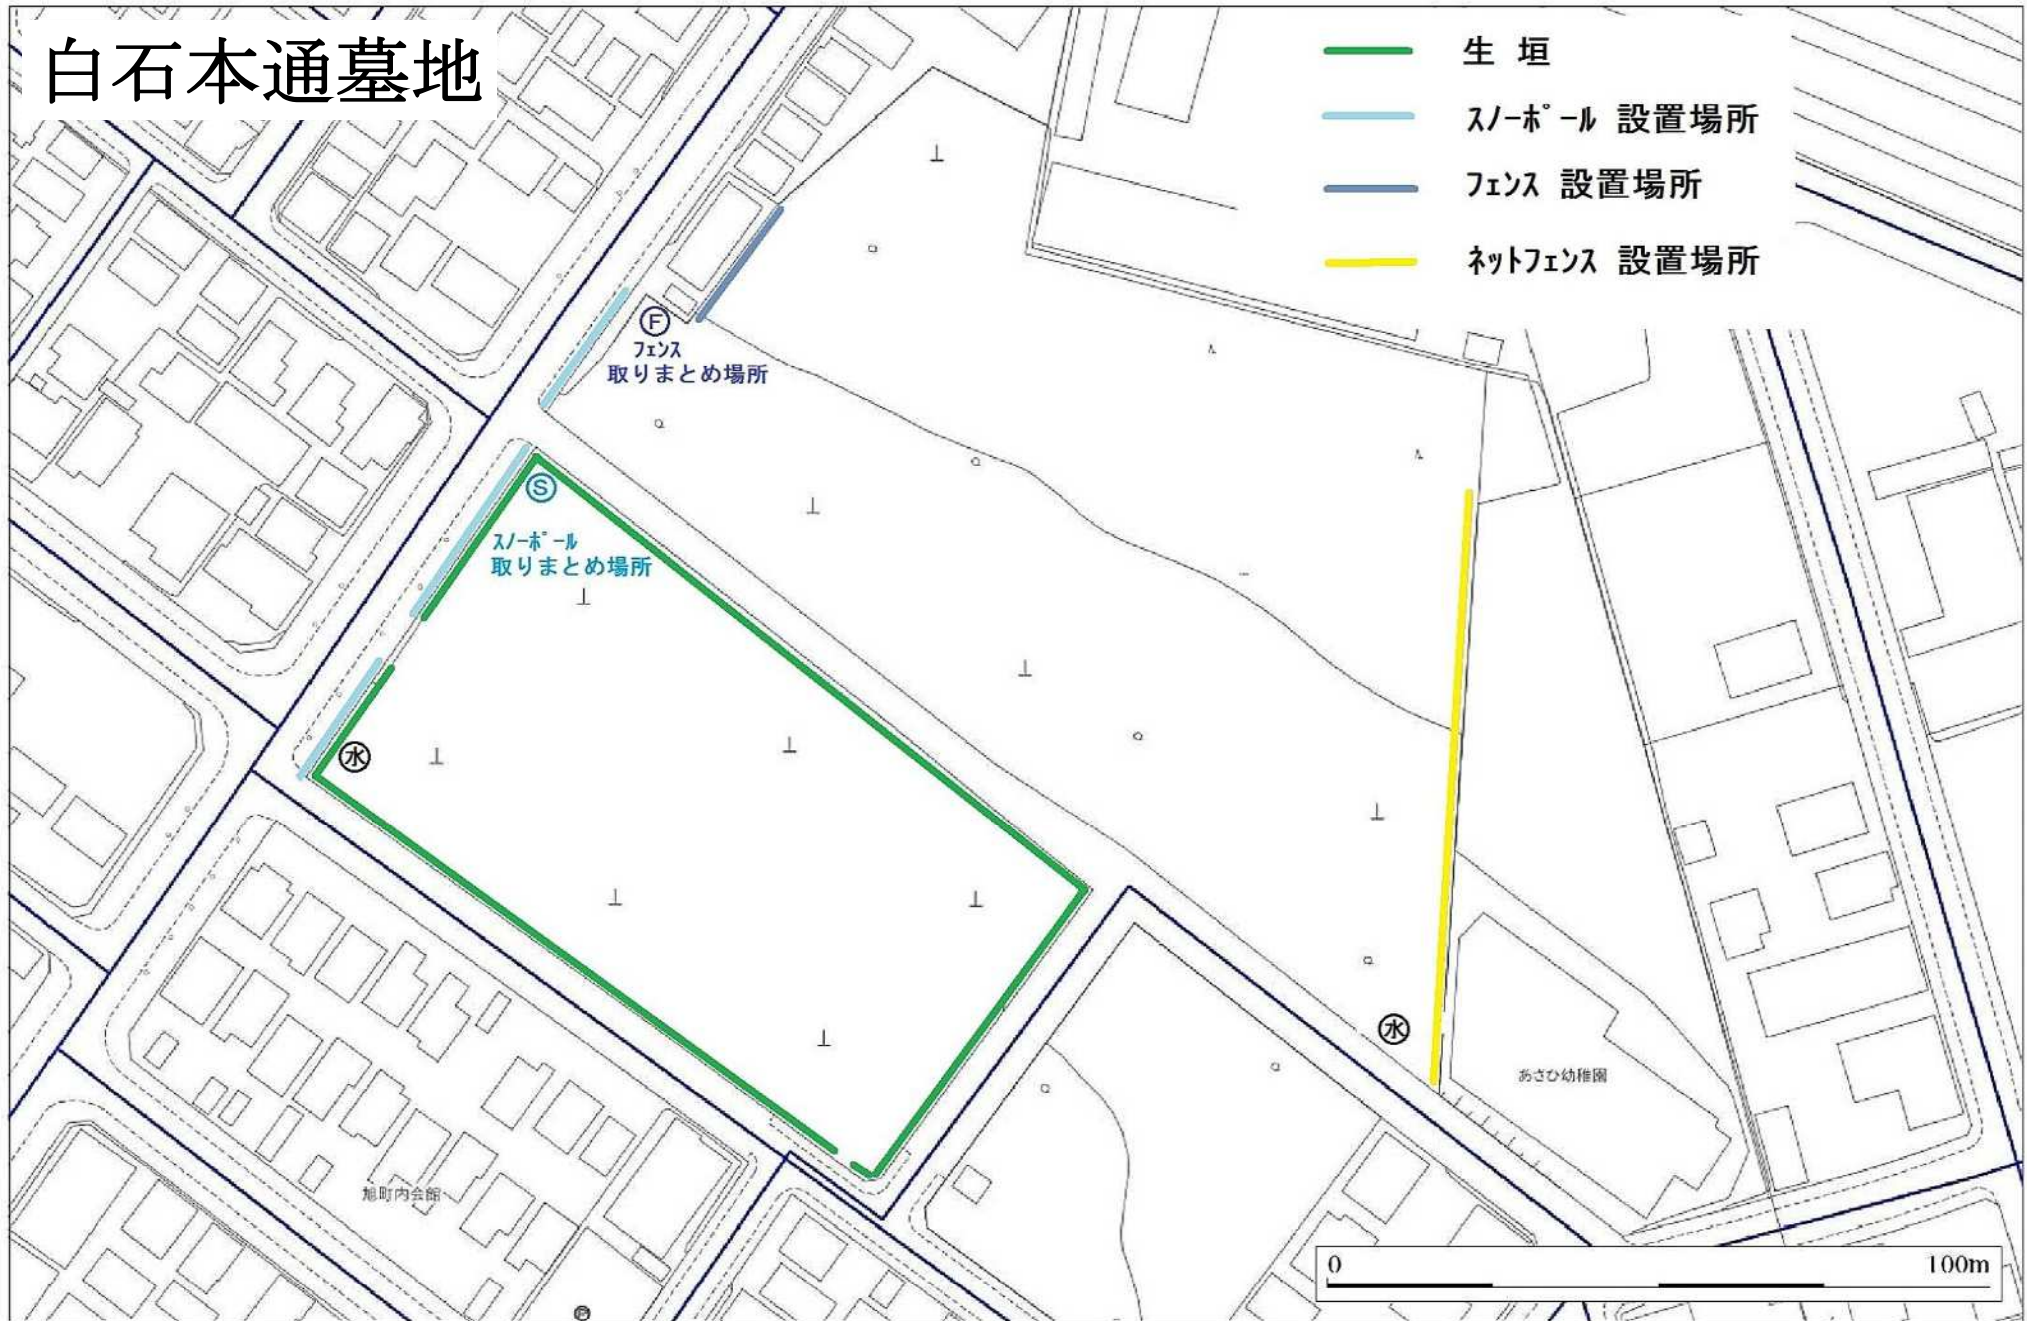 白石本通墓地
生 垣
スノーポール 設置場所
フェンス 設置場所
ネットフェンス 設置場所
Ⓕ
フェンス
取りまとめ場所
Ⓢ
スノーポール
取りまとめ場所
㊌
㊌
あさひ幼稚園
旭町内会館
0 100m